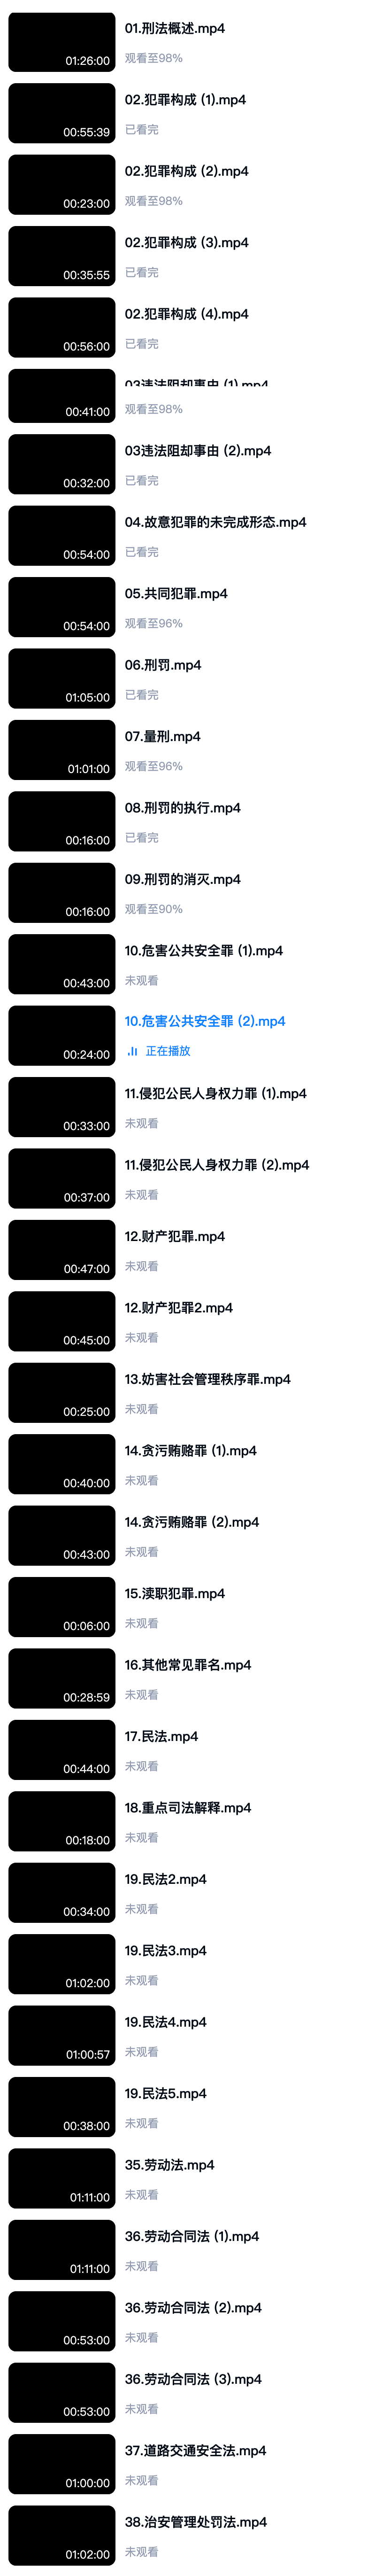 01.刑法概述.mp4
01:26:00
观看至98%
02.犯罪构成 (1).mp4
00:55:39
已看完
02.犯罪构成 (2).mp4
00:23:00
观看至98%
02.犯罪构成 (3).mp4
00:35:55
已看完
02.犯罪构成 (4).mp4
00:56:00
已看完
03违法阻却事由 (1).mp4
00:41:00
观看至98%
03违法阻却事由 (2).mp4
00:32:00
已看完
04.故意犯罪的未完成形态.mp4
00:54:00
已看完
05.共同犯罪.mp4
00:54:00
观看至96%
06.刑罚.mp4
01:05:00
已看完
07.量刑.mp4
01:01:00
观看至96%
08.刑罚的执行.mp4
00:16:00
已看完
09.刑罚的消灭.mp4
00:16:00
观看至90%
10.危害公共安全罪 (1).mp4
00:43:00
未观看
10.危害公共安全罪 (2).mp4
00:24:00
正在播放
11.侵犯公民人身权力罪 (1).mp4
00:33:00
未观看
11.侵犯公民人身权力罪 (2).mp4
00:37:00
未观看
12.财产犯罪.mp4
00:47:00
未观看
12.财产犯罪2.mp4
00:45:00
未观看
13.妨害社会管理秩序罪.mp4
00:25:00
未观看
14.贪污贿赂罪 (1).mp4
00:40:00
未观看
14.贪污贿赂罪 (2).mp4
00:43:00
未观看
15.渎职犯罪.mp4
00:06:00
未观看
16.其他常见罪名.mp4
00:28:59
未观看
17.民法.mp4
00:44:00
未观看
18.重点司法解释.mp4
00:18:00
未观看
19.民法2.mp4
00:34:00
未观看
19.民法3.mp4
01:02:00
未观看
19.民法4.mp4
01:00:57
未观看
19.民法5.mp4
00:38:00
未观看
35.劳动法.mp4
01:11:00
未观看
36.劳动合同法 (1).mp4
01:11:00
未观看
36.劳动合同法 (2).mp4
00:53:00
未观看
36.劳动合同法 (3).mp4
00:53:00
未观看
37.道路交通安全法.mp4
01:00:00
未观看
38.治安管理处罚法.mp4
01:02:00
未观看